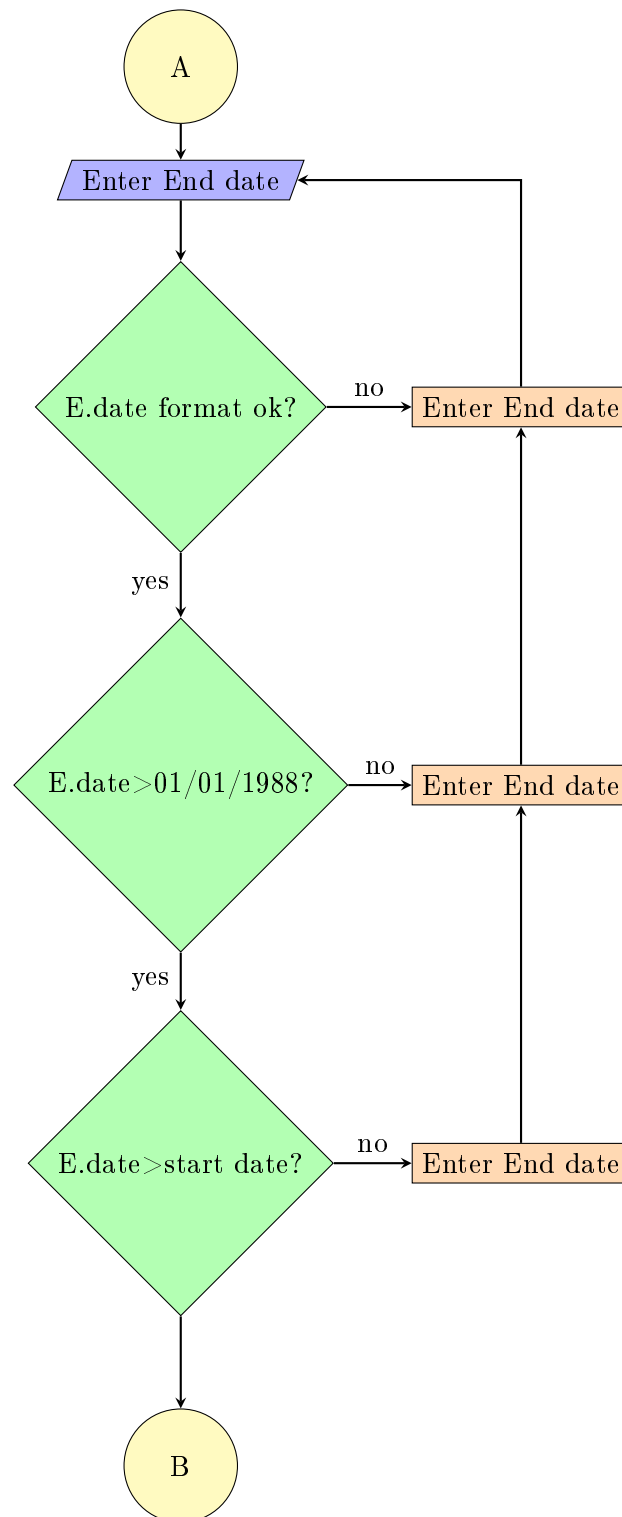 A
Enter End date
E.date format ok?
no
Enter End date
yes
E.date>01/01/1988?
no
Enter End date
yes
E.date>start date?
no
Enter End date
B